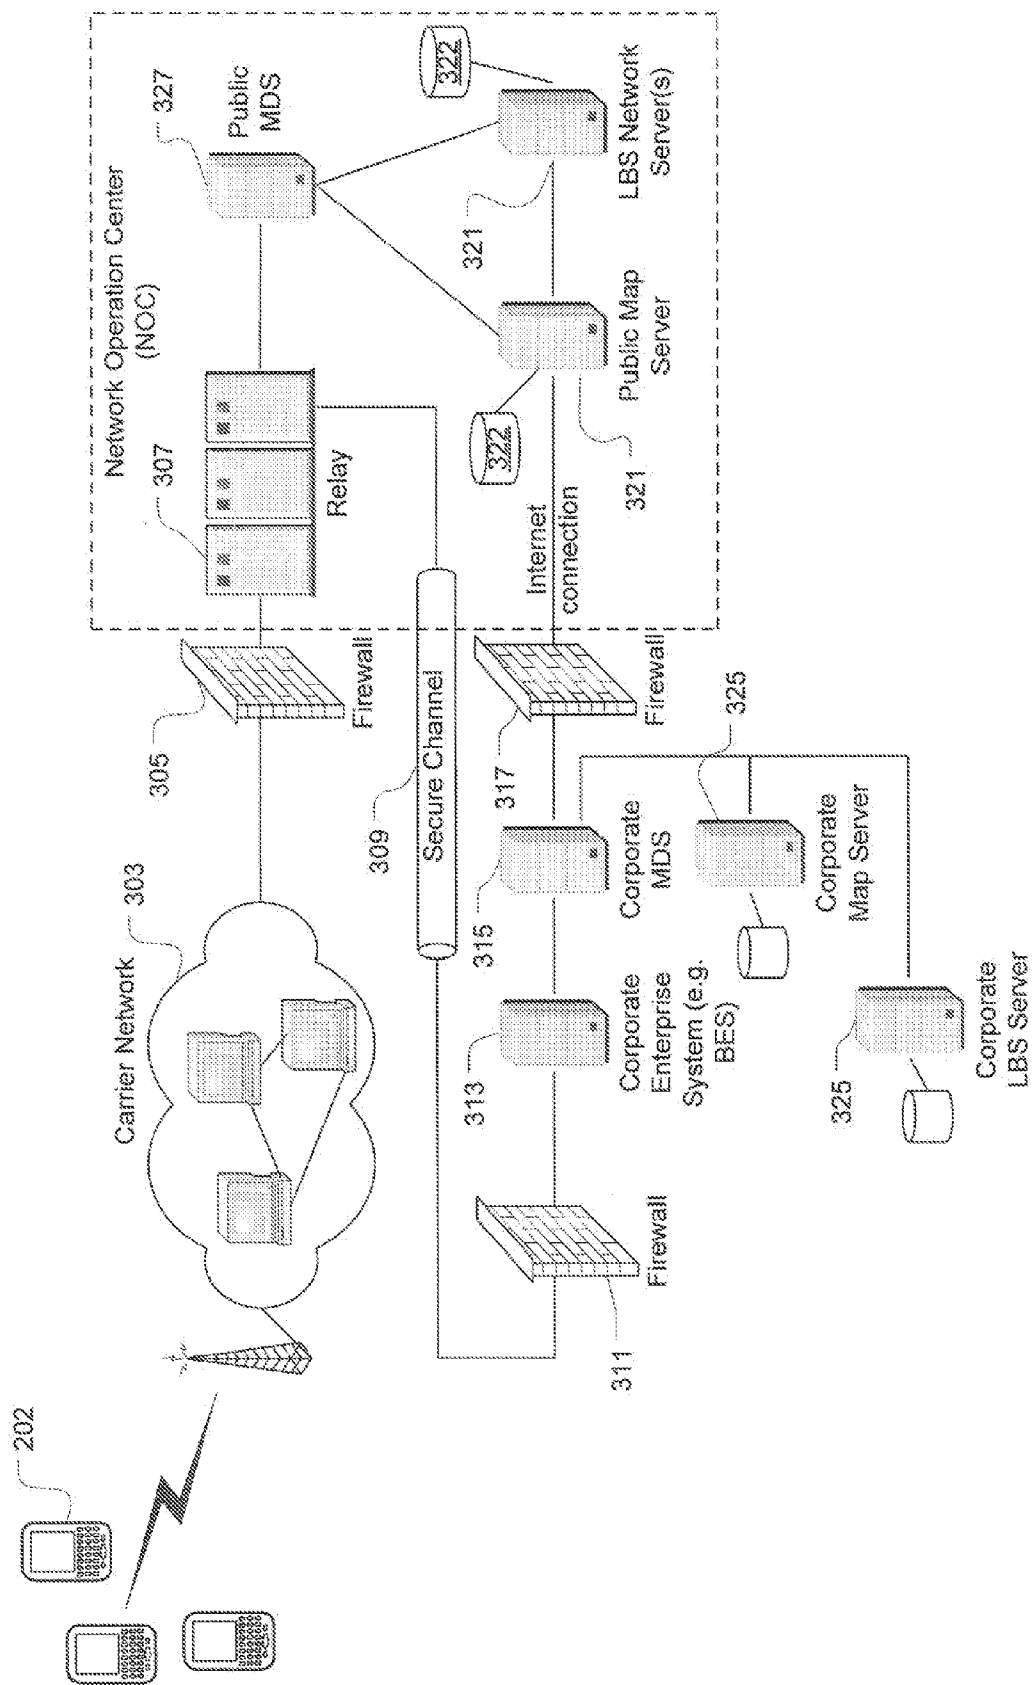 Network Operation Center
(NOC)
327
Public
MDS
307
Relay
322
322
321
LBS Network
Server(s)
Public Map
Server
321
Internet
connection
305
Firewall
Secure Channel
309
317
Firewall
Carrier Network
303
315
Corporate
MDS
325
Corporate
Map Server
313
Corporate
Enterprise
System (e.g.
BES)
325
Corporate
LBS Server
Firewall
311
202